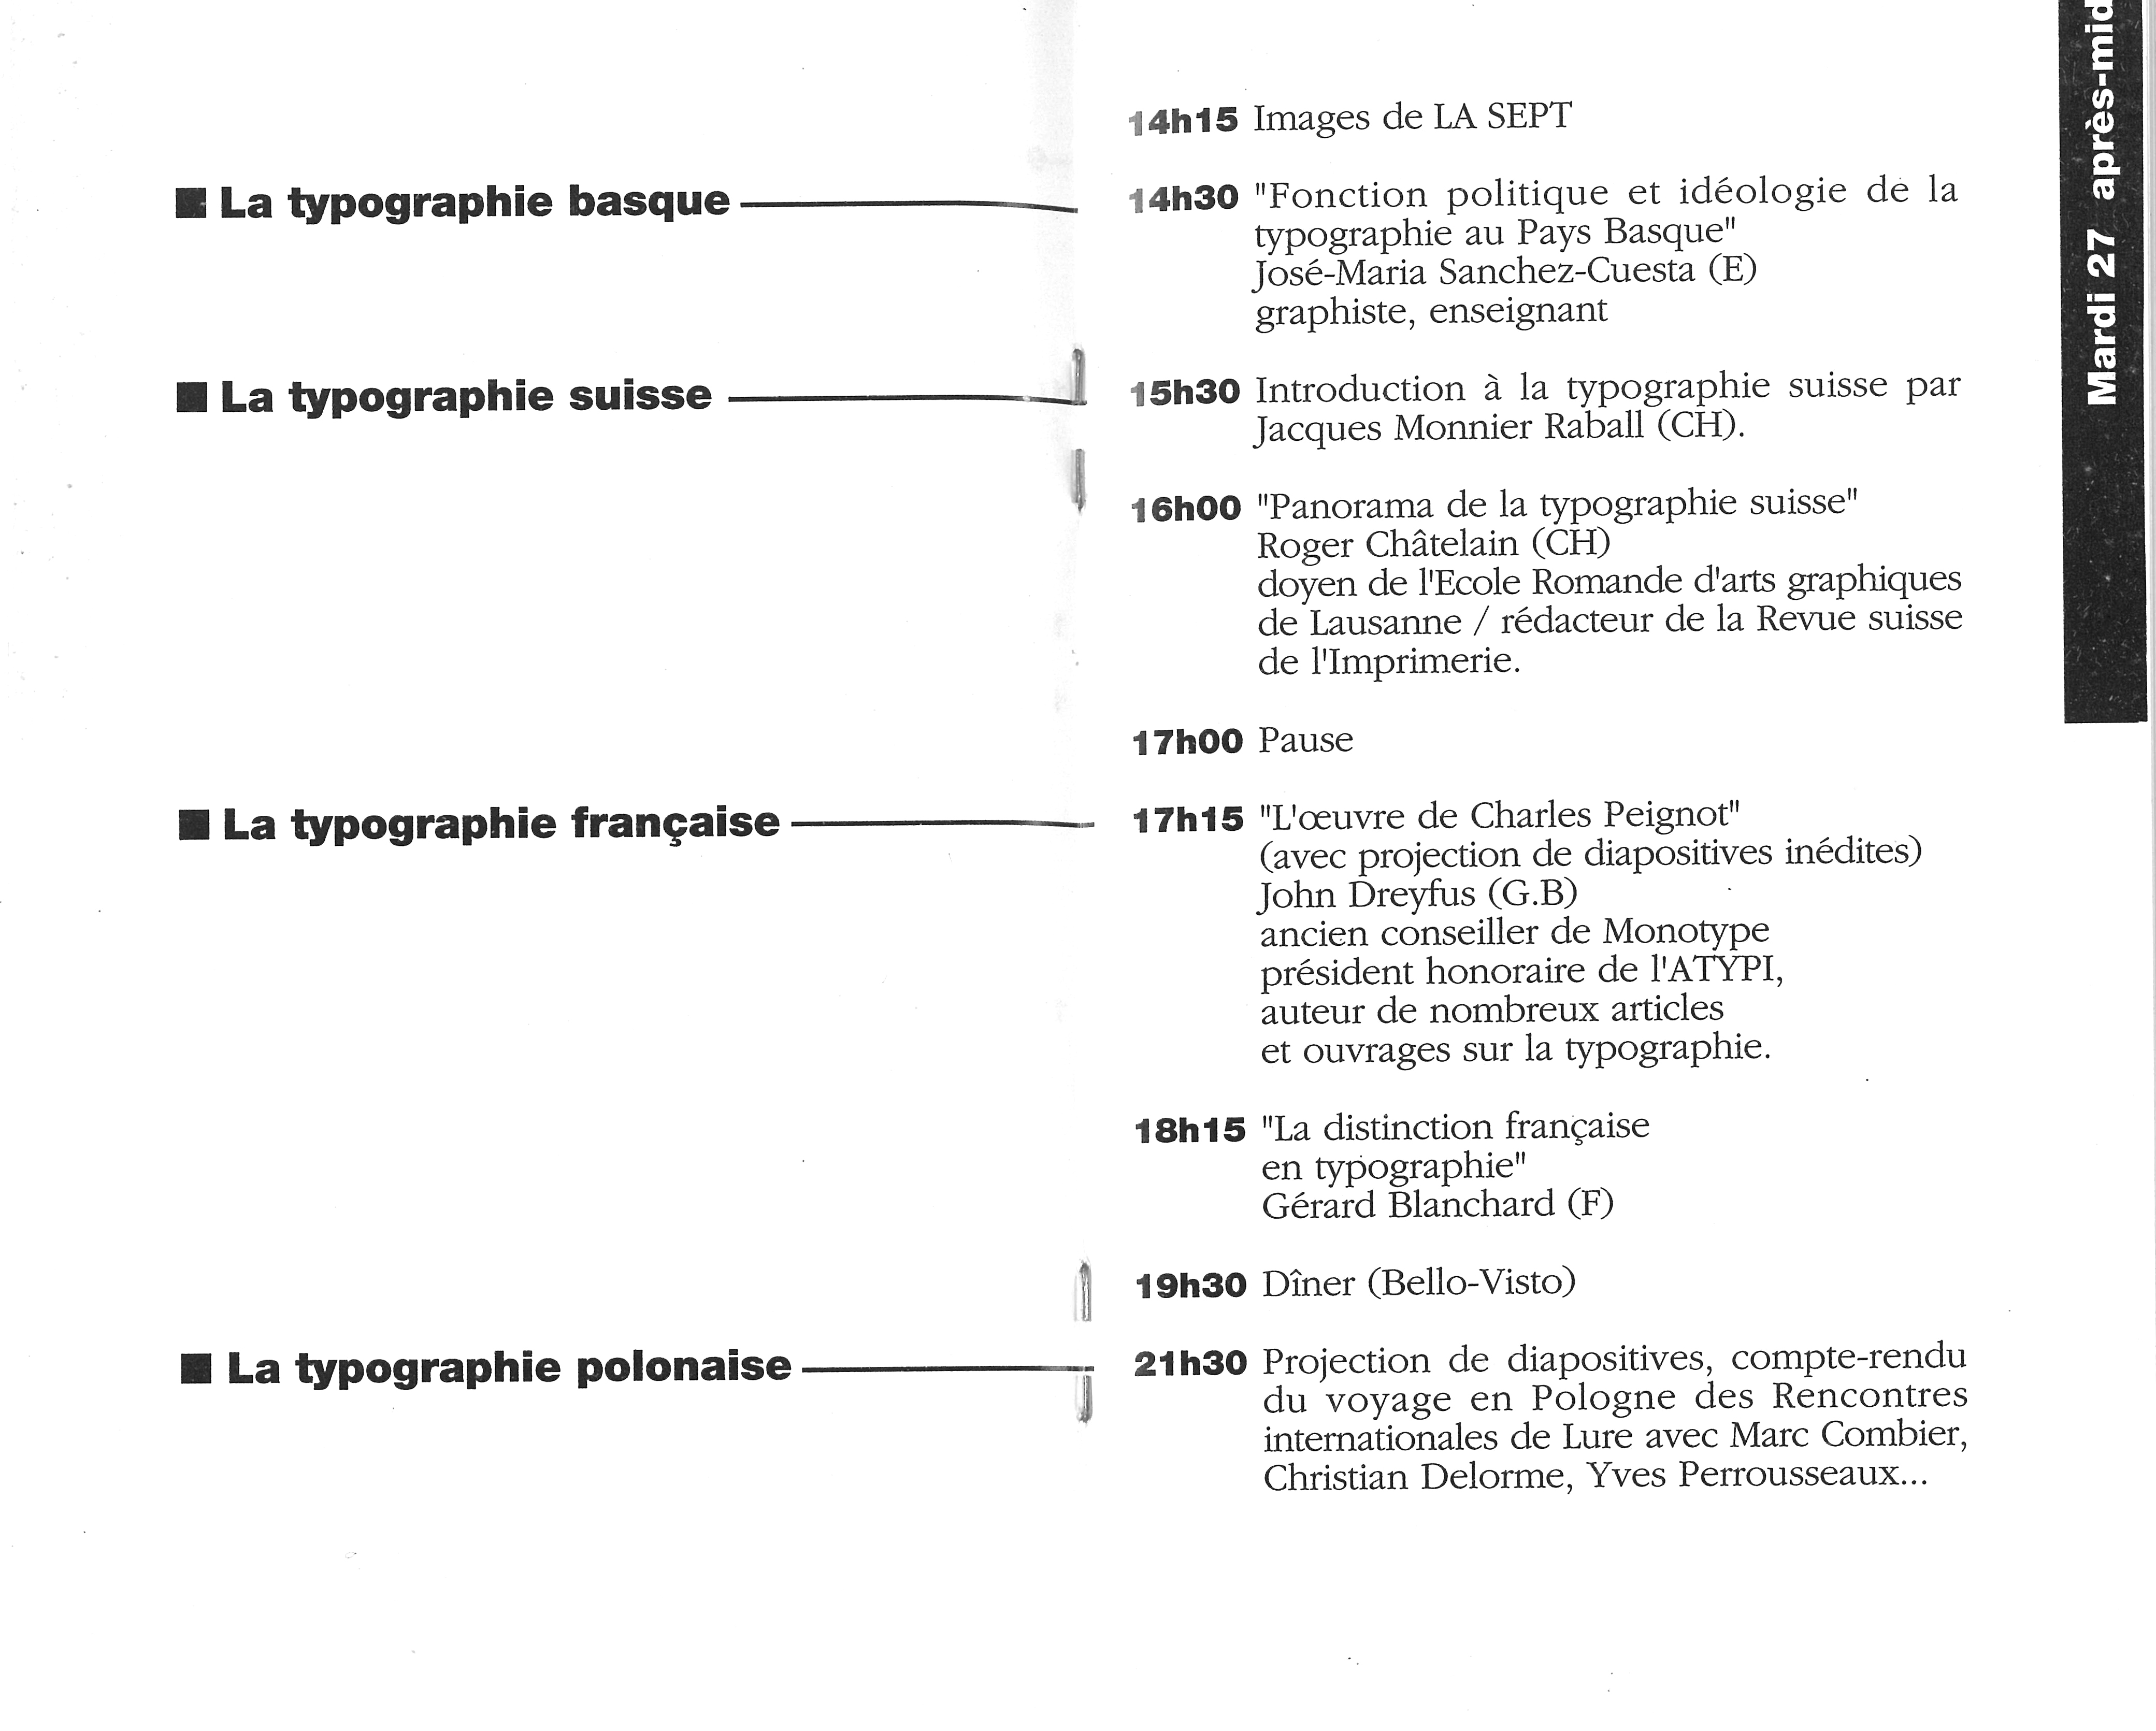 Mardi 27 après-mid
14h15 Images de LA SEPT
■ La typographie basque
14h30 "Fonction politique et idéologie de la
typographie au Pays Basque"
José-Maria Sanchez-Cuesta (E)
graphiste, enseignant
■ La typographie suisse
15h30 Introduction à la typographie suisse par
Jacques Monnier Raball (CH).
16h00 "Panorama de la typographie suisse"
Roger Châtelain (CH)
doyen de l'Ecole Romande d'arts graphiques
de Lausanne / rédacteur de la Revue suisse
de l'Imprimerie.
17h00 Pause
■ La typographie française
17h15 "L'œuvre de Charles Peignot"
(avec projection de diapositives inédites)
John Dreyfus (G.B)
ancien conseiller de Monotype
président honoraire de l'ATYPI,
auteur de nombreux articles
et ouvrages sur la typographie.
18h15 "La distinction française
en typographie"
Gérard Blanchard (F)
19h30 Dîner (Bello-Visto)
■ La typographie polonaise
21h30 Projection de diapositives, compte-rendu
du voyage en Pologne des Rencontres
internationales de Lure avec Marc Combier,
Christian Delorme, Yves Perrousseaux...